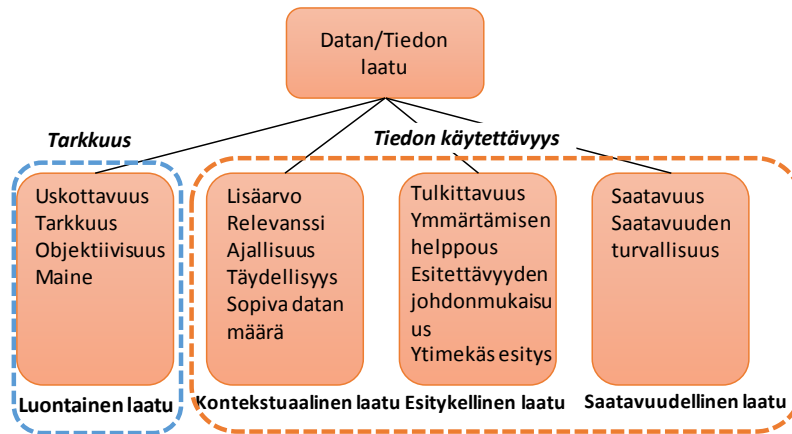 Datan/Tiedon
laatu
Tarkkuus
Tiedon käytettävyys
Uskottavuus
Tarkkuus
Objektiivisuus
Maine
Lisäarvo
Relevanssi
Ajallisuus
Täydellisyys
Sopiva datan
määrä
Tulkittavuus
Ymmärtämisen
helppous
Esitettävyyden
johdonmukaisu
us
Ytimekäs esitys
Saatavuus
Saatavuuden
turvallisuus
Luontainen laatu
Kontekstuaalinen laatu
Esitykellinen laatu
Saatavuudellinen laatu